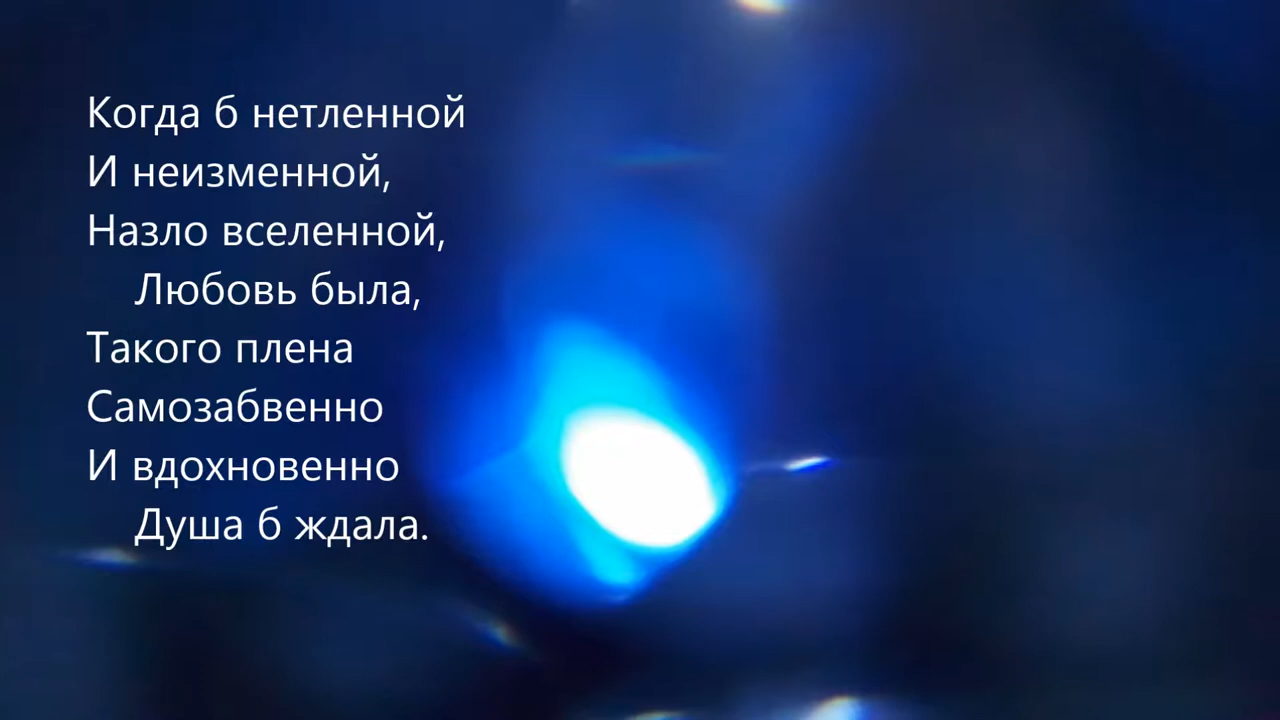 Когда б нетленной
И неизменной,
Назло вселенной,
Любовь была,
Такого плена
Самозабвенно
И вдохновенно
Душа б ждала.